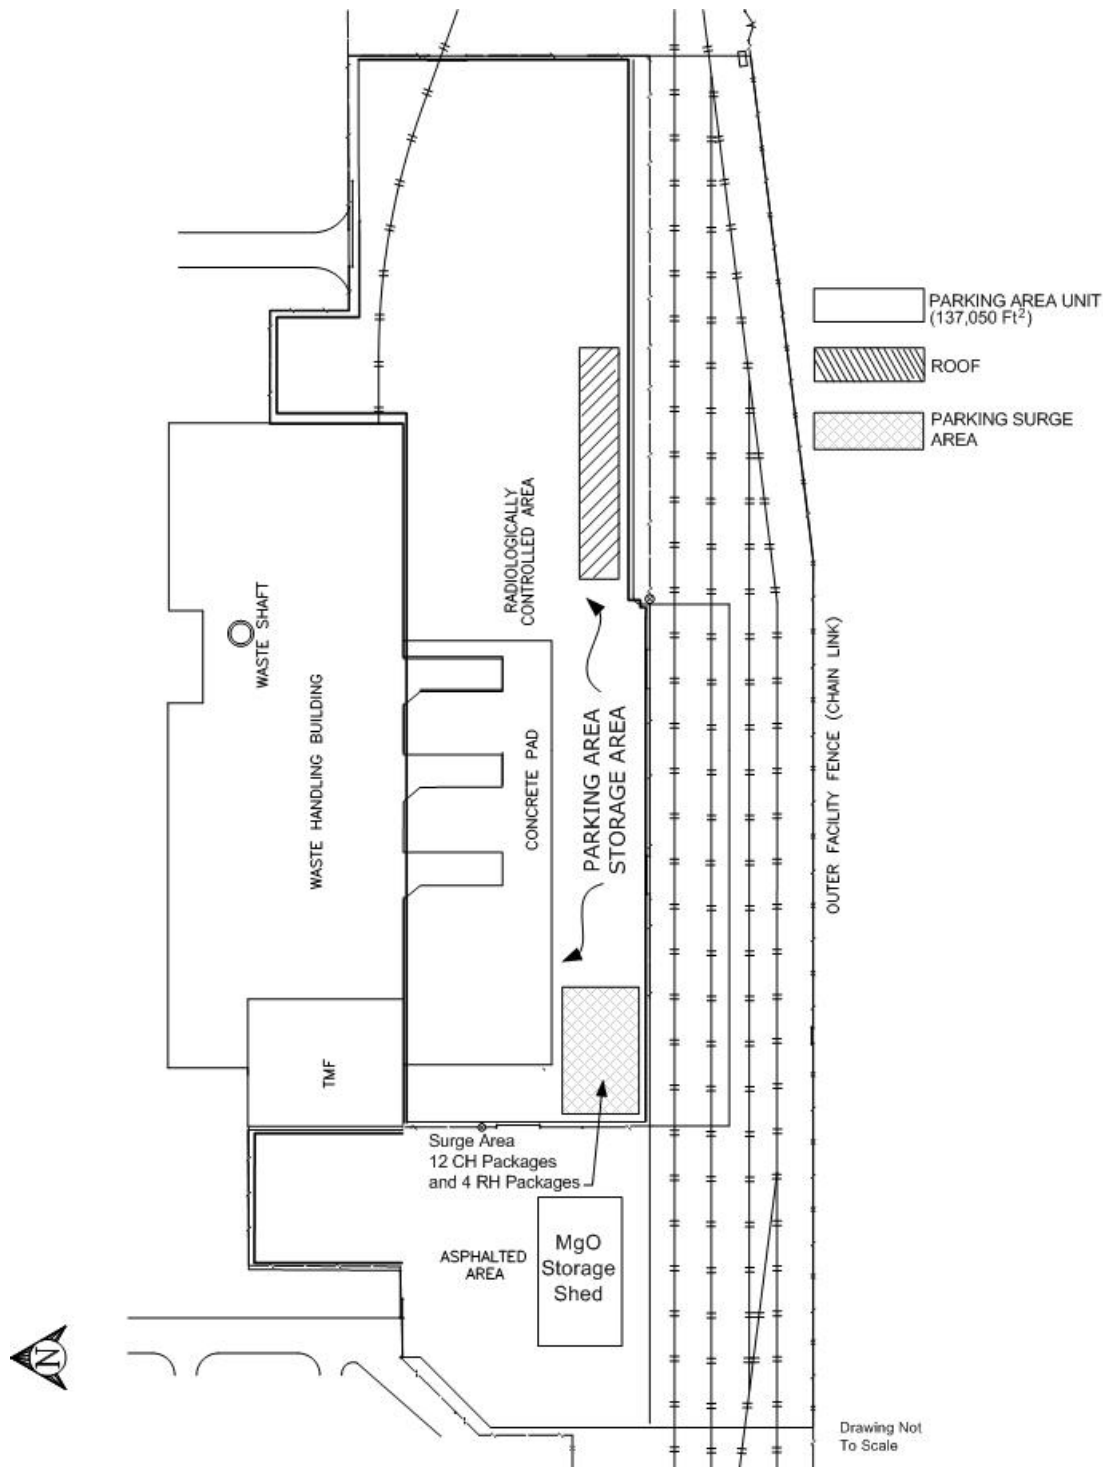 PARKING AREA UNIT
(137,050 Ft²)
ROOF
PARKING SURGE
AREA
RADIOLOGICALLY
CONTROLLED AREA
WASTE SHAFT
WASTE HANDLING BUILDING
CONCRETE PAD
PARKING AREA
STORAGE AREA
OUTER FACILITY FENCE (CHAIN LINK)
TMF
Surge Area
12 CH Packages
and 4 RH Packages
ASPHALTED
AREA
MgO
Storage
Shed
N
Drawing Not
To Scale